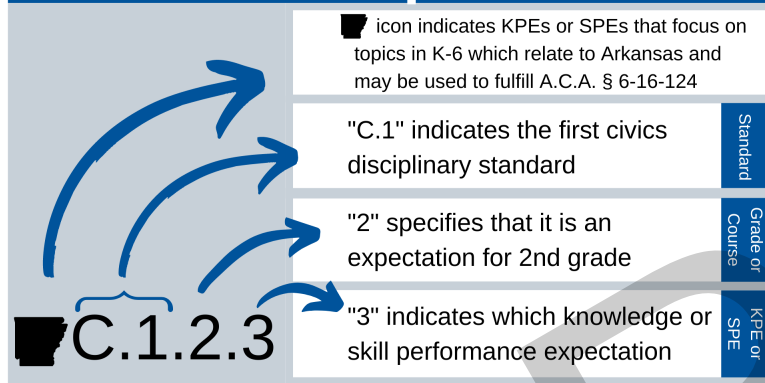 icon indicates KPEs or SPEs that focus on
topics in K-6 which relate to Arkansas and
may be used to fulfill A.C.A. § 6-16-124
"C.1" indicates the first civics
disciplinary standard
Standard
"2" specifies that it is an
expectation for 2nd grade
Grade or
Course
"3" indicates which knowledge or
skill performance expectation
KPE or
SPE
C.1.2.3